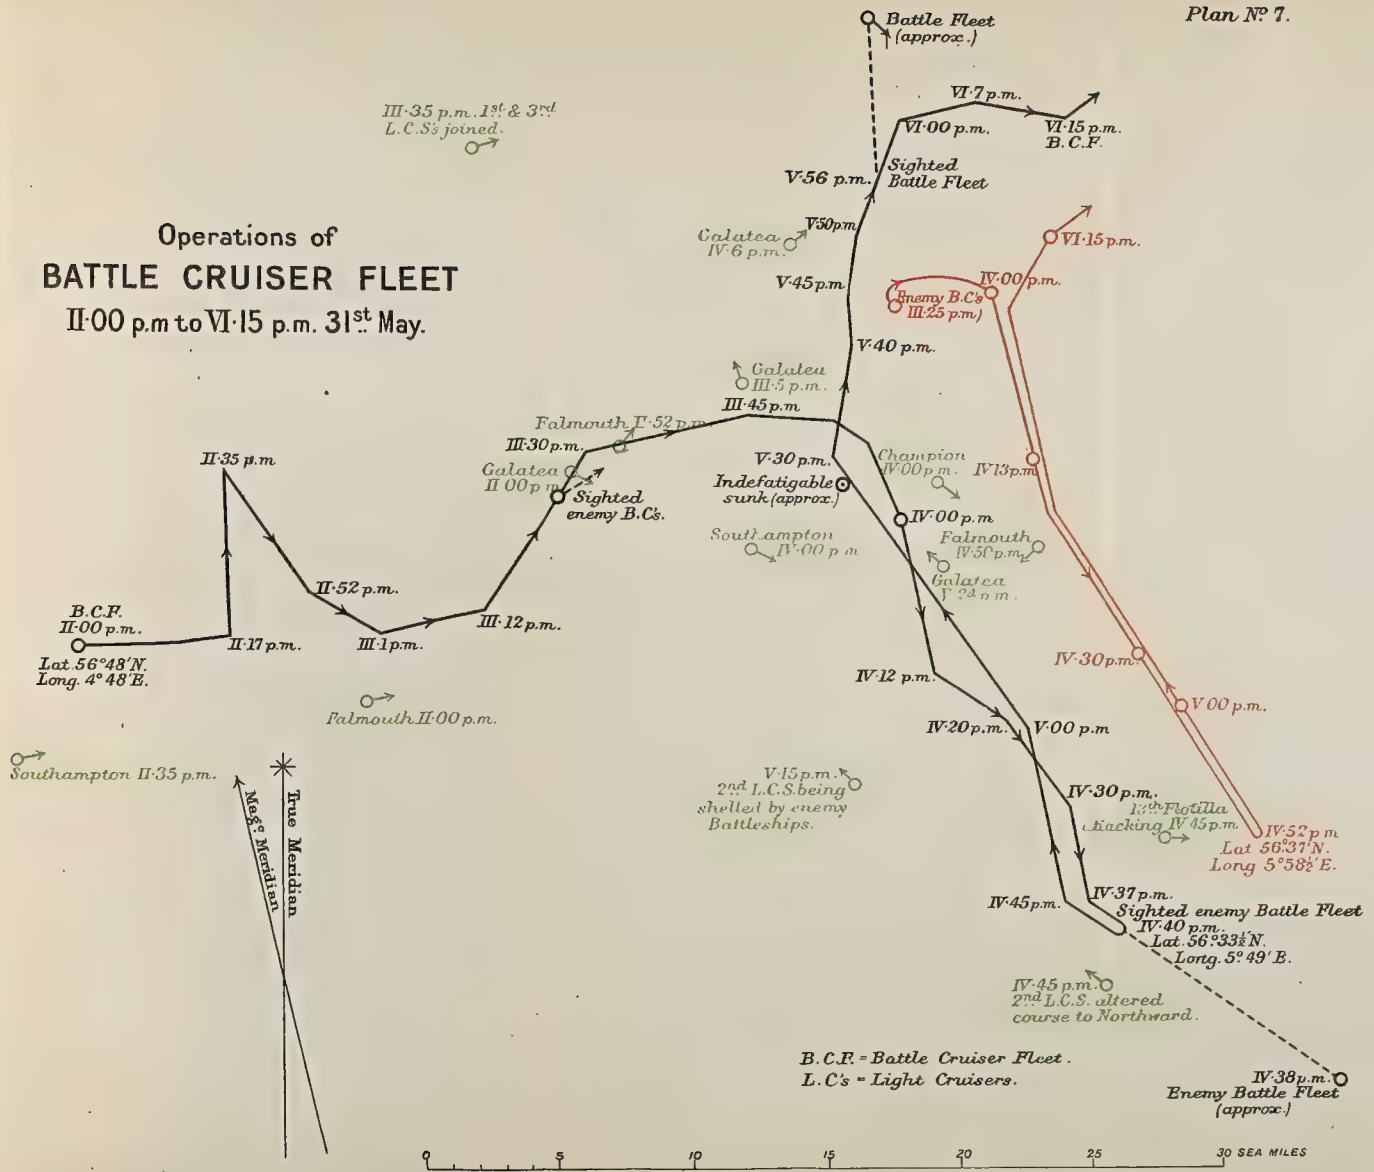 Plan No. 7.
Battle Fleet
(approx.)
VI·7 p.m.
VI·00 p.m.
VI·15 p.m.
B.C.F.
III·35 p.m. 1st & 3rd
L.C.S's joined.
Sighted
Battle Fleet
V·56 p.m.
V·50 p.m
Operations of
BATTLE CRUISER FLEET
II·00 p.m to VI·15 p.m. 31st May.
Galatea
IV·6 p.m.
VI·15 p.m.
V·45 p.m
IV·00 p.m.
Enemy B.C's
III·25 p.m)
V·40 p.m.
Galatea
III·5 p.m.
III·45 p.m
Falmouth II·52 p.m.
III·30 p.m.
II·35 p.m
Galatea
II 00 p m
Sighted
enemy B.C's.
V·30 p.m.
Indefatigable
sunk (approx.)
Champion
IV·00 p m.
IV 13 p m.
IV·00 p.m
Southampton
IV·00 p m
Falmouth
IV·50 p.m.
Galatea
p m.
II·52 p.m.
B.C.F.
II·00 p.m.
Lat. 56°48'N.
Long. 4°48'E.
II·17 p.m.
III·1 p.m.
III·12 p.m.
IV·30 p.m.
IV·12 p.m.
Falmouth II·00 p.m.
V·00 p.m.
IV·20 p.m.
V·00 p.m
Southampton II·35 p.m.
True Meridian
Magc. Meridian
V·15 p.m.
2nd L.C.S. being
shelled by enemy
Battleships.
IV·30 p.m.
13th Flotilla
attacking IV 45 p.m
IV·52 p m
Lat 56°37'N.
Long 5°58½'E.
IV·45 p.m.
IV·37 p.m.
Sighted enemy Battle Fleet
IV·40 p.m.
Lat. 56°33½'N.
Long. 5°49'E.
IV·45 p.m.
2nd L.C.S. altered
course to Northward.
B.C.F. = Battle Cruiser Fleet.
L.C's = Light Cruisers.
IV·38 p.m.
Enemy Battle Fleet
(approx.)
0 5 10 15 20 25 30 SEA MILES